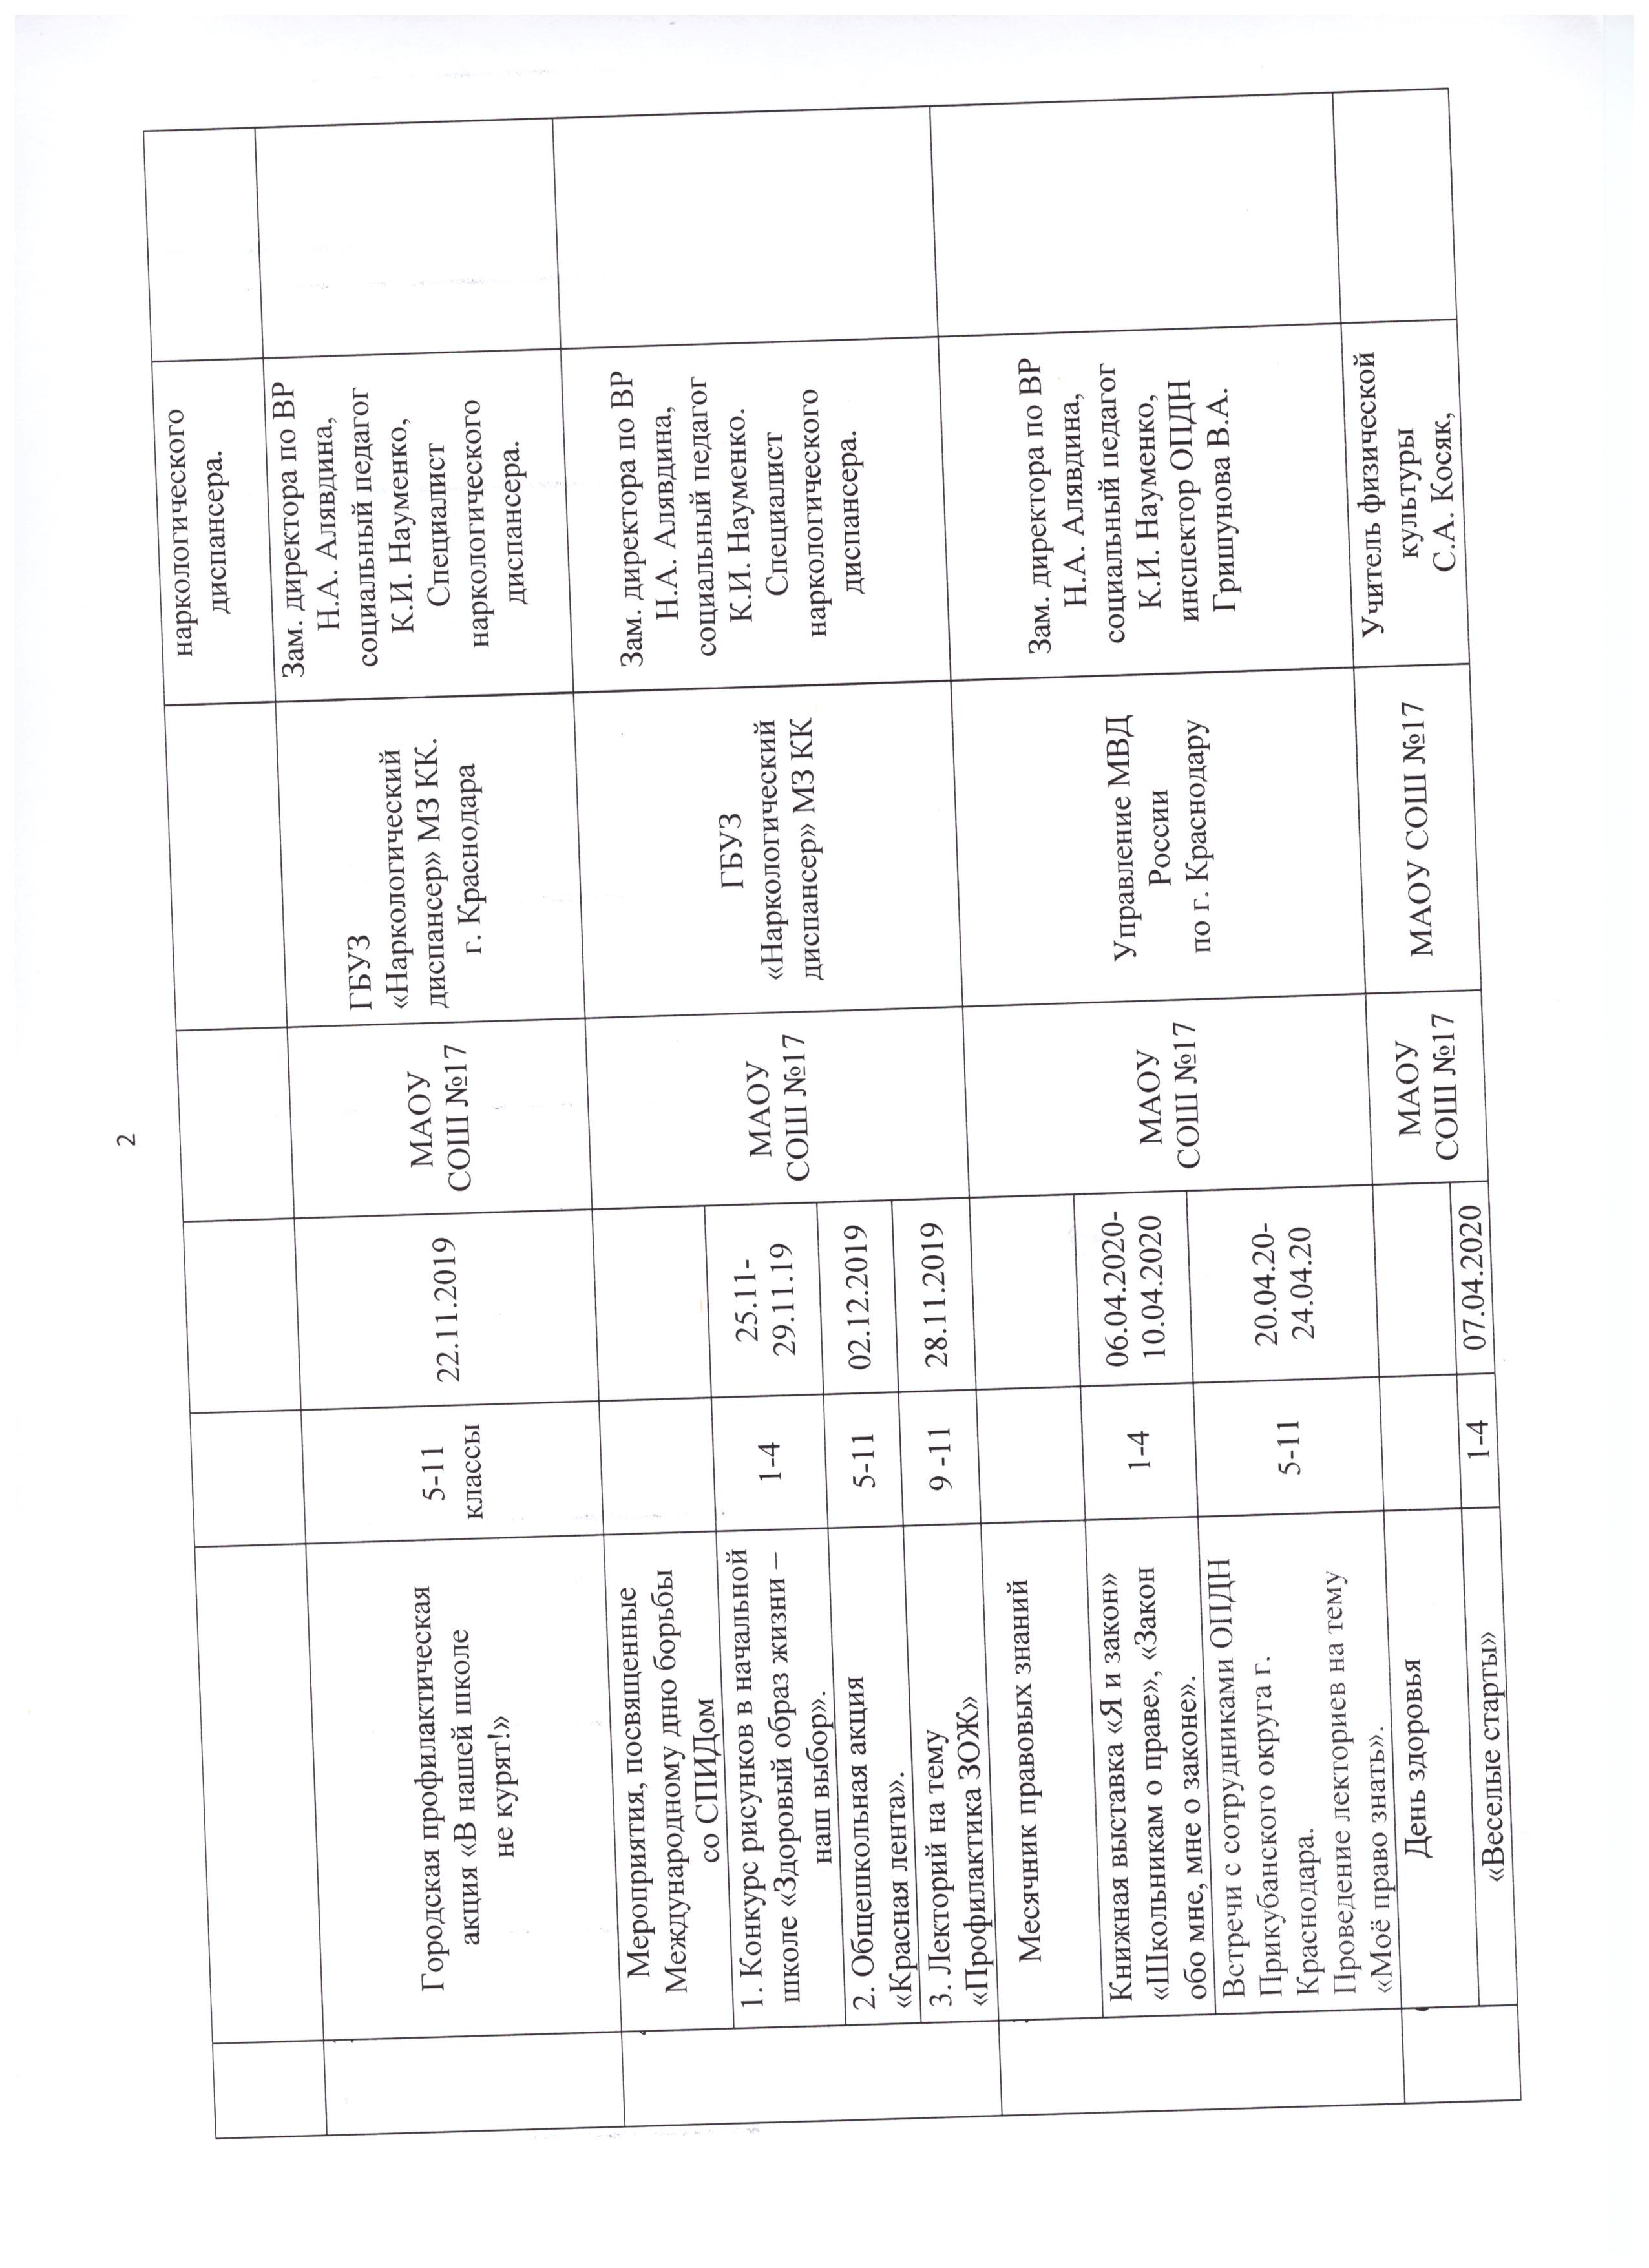 2
наркологического
диспансера.
Городская профилактическая
акция «В нашей школе
не курят!»
5-11
классы
22.11.2019
МАОУ
СОШ №17
ГБУЗ
«Наркологический
диспансер» МЗ КК.
г. Краснодара
Зам. директора по ВР
Н.А. Алявдина,
социальный педагог
К.И. Науменко,
Специалист
наркологического
диспансера.
Мероприятия, посвященные
Международному дню борьбы
со СПИДом
1. Конкурс рисунков в начальной
школе «Здоровый образ жизни –
наш выбор».
1-4
25.11-
29.11.19
2. Общешкольная акция
«Красная лента».
5-11
02.12.2019
3. Лекторий на тему
«Профилактика ЗОЖ»
9 -11
28.11.2019
МАОУ
СОШ №17
ГБУЗ
«Наркологический
диспансер» МЗ КК
Зам. директора по ВР
Н.А. Алявдина,
социальный педагог
К.И. Науменко.
Специалист
наркологического
диспансера.
Месячник правовых знаний
Книжная выставка «Я и закон»
«Школьникам о праве», «Закон
обо мне, мне о законе».
1-4
06.04.2020-
10.04.2020
Встречи с сотрудниками ОПДН
Прикубанского округа г.
Краснодара.
Проведение лекториев на тему
«Моё право знать».
5-11
20.04.20-
24.04.20
МАОУ
СОШ №17
Управление МВД
России
по г. Краснодару
Зам. директора по ВР
Н.А. Алявдина,
социальный педагог
К.И. Науменко,
инспектор ОПДН
Гришунова В.А.
День здоровья
«Веселые старты»
1-4
07.04.2020
МАОУ
СОШ №17
МАОУ СОШ №17
Учитель физической
культуры
С.А. Косяк,